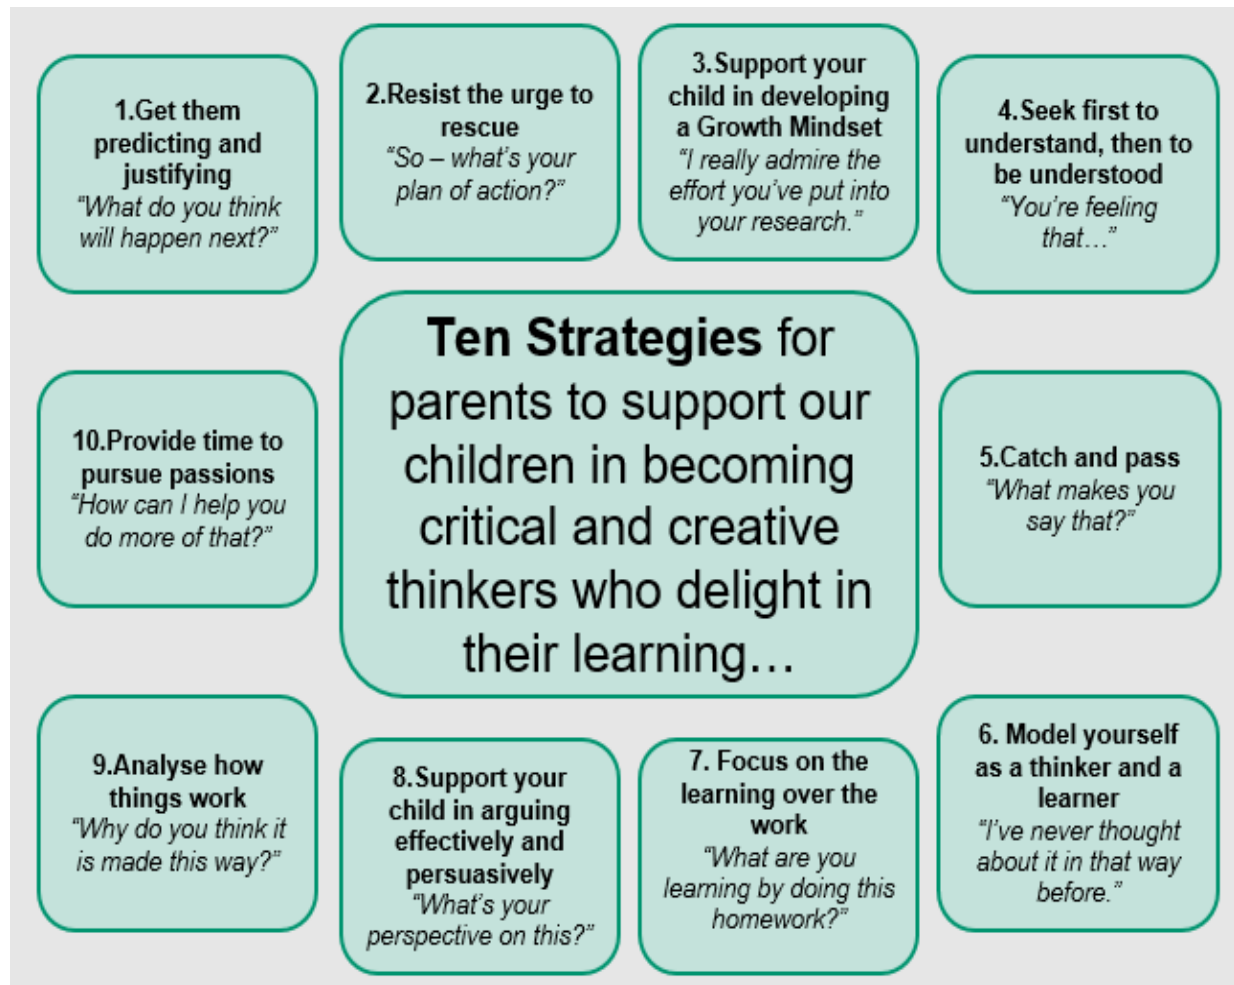 1.Get them
predicting and
justifying
“What do you think
will happen next?”
2.Resist the urge to
rescue
“So – what’s your
plan of action?”
3.Support your
child in developing
a Growth Mindset
“I really admire the
effort you’ve put into
your research.”
4.Seek first to
understand, then to
be understood
“You’re feeling
that…”
Ten Strategies for
parents to support our
children in becoming
critical and creative
thinkers who delight in
their learning…
5.Catch and pass
“What makes you
say that?”
6. Model yourself
as a thinker and a
learner
“I’ve never thought
about it in that way
before.”
7. Focus on the
learning over the
work
“What are you
learning by doing this
homework?”
8.Support your
child in arguing
effectively and
persuasively
“What’s your
perspective on this?”
9.Analyse how
things work
“Why do you think it
is made this way?”
10.Provide time to
pursue passions
“How can I help you
do more of that?”